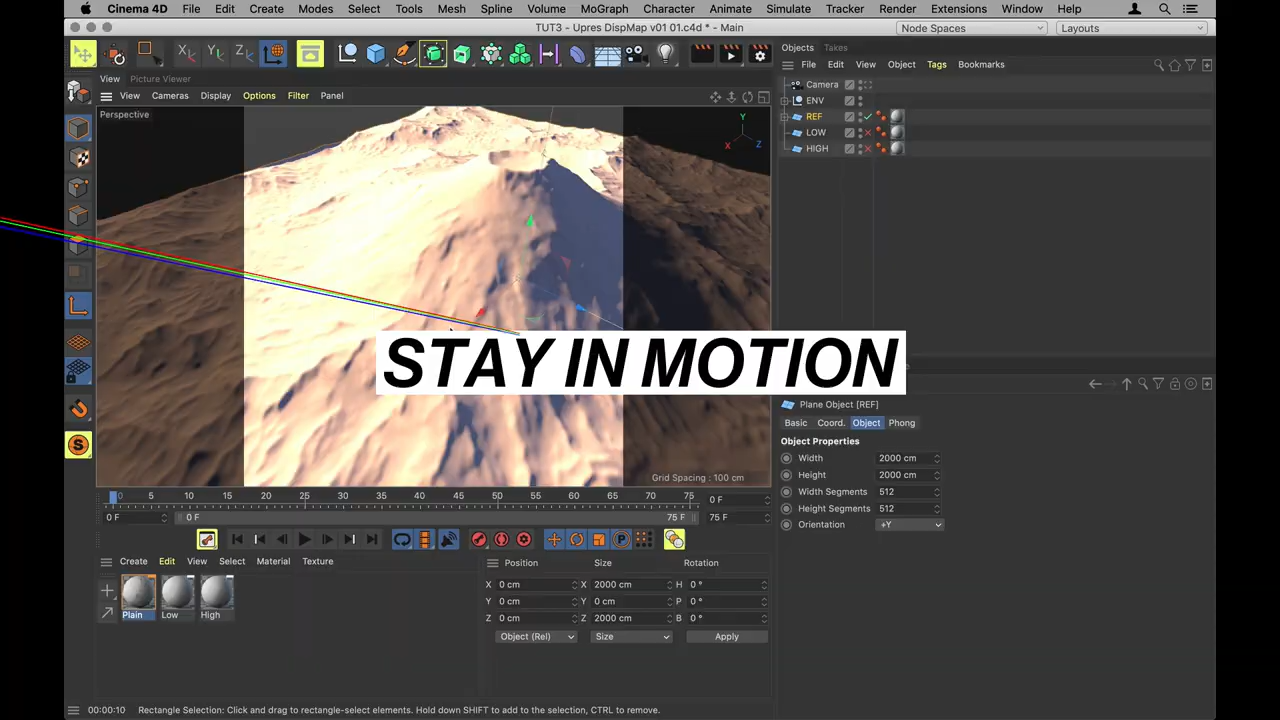 Cinema 4D File Edit Create Modes Select Tools Mesh Spline Volume MoGraph Character Animate Simulate Tracker Render Extensions Window Help
TUT3 - Upres DispMap v01 01.c4d * - Main
Node Spaces
Layouts
X Y Z
Objects Takes
File Edit View Object Tags Bookmarks
View Picture Viewer
View Cameras Display Options Filter Panel
Perspective
Y
X Z
Camera
ENV
REF
LOW
HIGH
STAY IN MOTION
Plane Object [REF]
Basic Coord. Object Phong
Object Properties
Width 2000 cm
Height 2000 cm
Width Segments 512
Height Segments 512
Orientation +Y
Grid Spacing : 100 cm
0 5 10 15 20 25 30 35 40 45 50 55 60 65 70 75 0 F
0 F 0 F 75 F 75 F
P
S
Create Edit View Select Material Texture
Plain Low High
Position Size Rotation
X 0 cm X 2000 cm H 0 °
Y 0 cm Y 0 cm P 0 °
Z 0 cm Z 2000 cm B 0 °
Object (Rel) Size Apply
00:00:10 Rectangle Selection: Click and drag to rectangle-select elements. Hold down SHIFT to add to the selection, CTRL to remove.